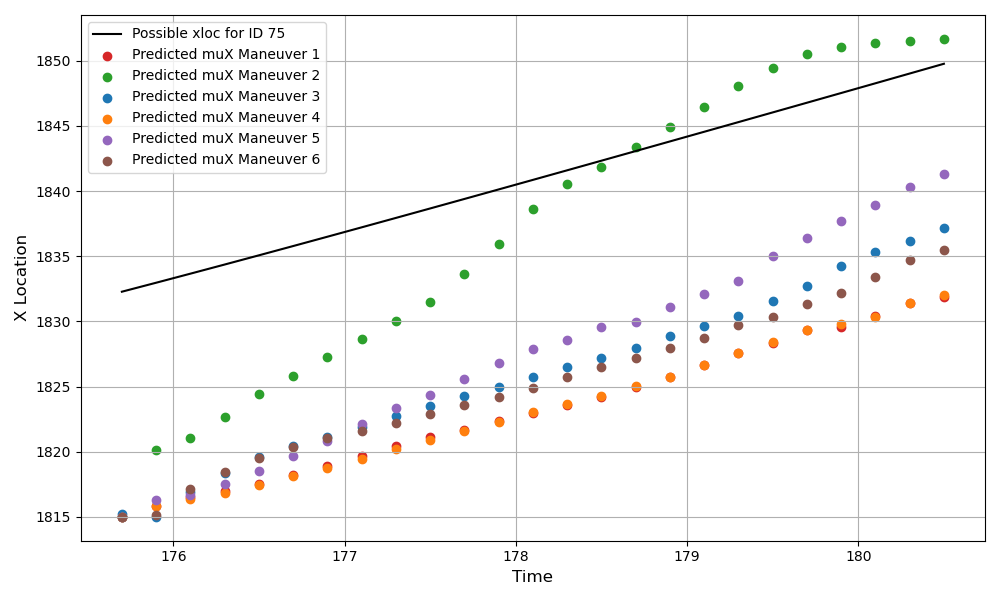 Possible xloc for ID 75
Predicted muX Maneuver 1
Predicted muX Maneuver 2
Predicted muX Maneuver 3
Predicted muX Maneuver 4
Predicted muX Maneuver 5
Predicted muX Maneuver 6
X Location
1850
1845
1840
1835
1830
1825
1820
1815
176 177 178 179 180
Time